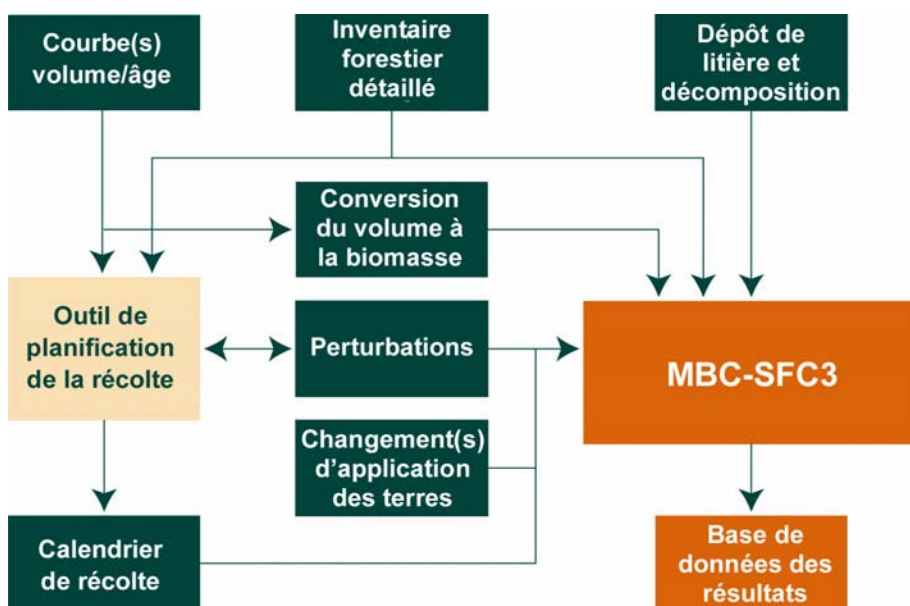 Courbe(s)
volume/âge
Inventaire
forestier
détaillé
Dépôt de
litière et
décomposition
Conversion
du volume à
la biomasse
Outil de
planification
de la récolte
Perturbations
MBC-SFC3
Changement(s)
d’application
des terres
Calendrier
de récolte
Base de
données des
résultats